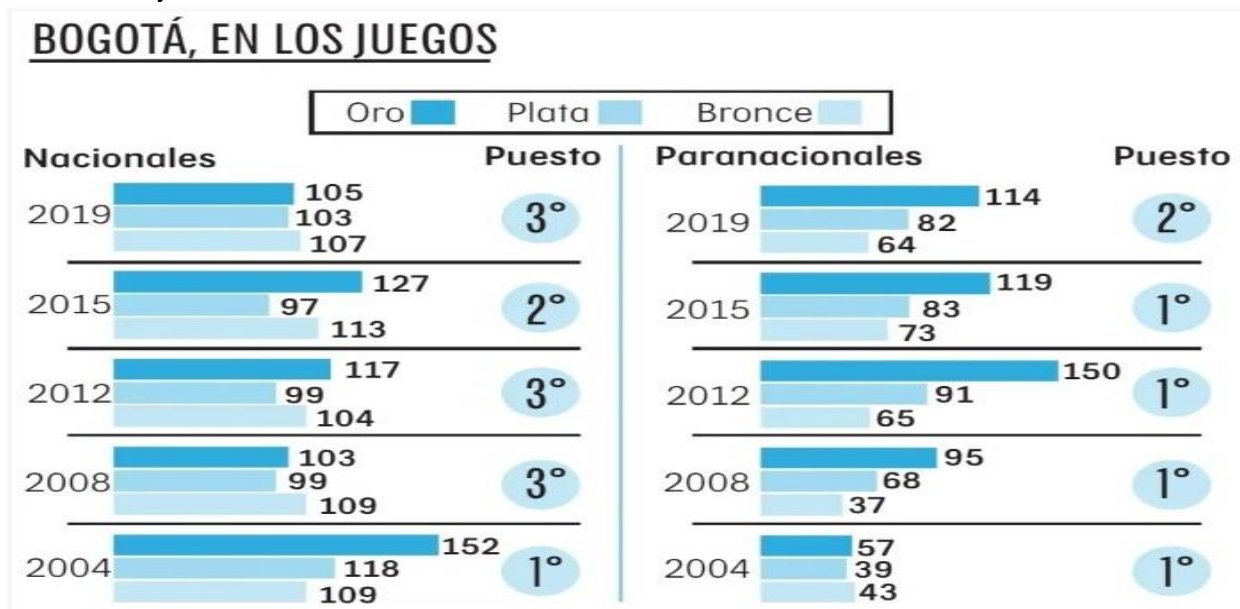 BOGOTÁ, EN LOS JUEGOS
Oro Plata Bronce
Nacionales Puesto
105
2019 103 3°
107
127
2015 97 2°
113
117
2012 99 3°
104
103
2008 99 3°
109
152
2004 118 1°
109
Paranacionales Puesto
114
2019 82 2°
64
119
2015 83 1°
73
150
2012 91 1°
65
95
2008 68 1°
37
57
2004 39 1°
43